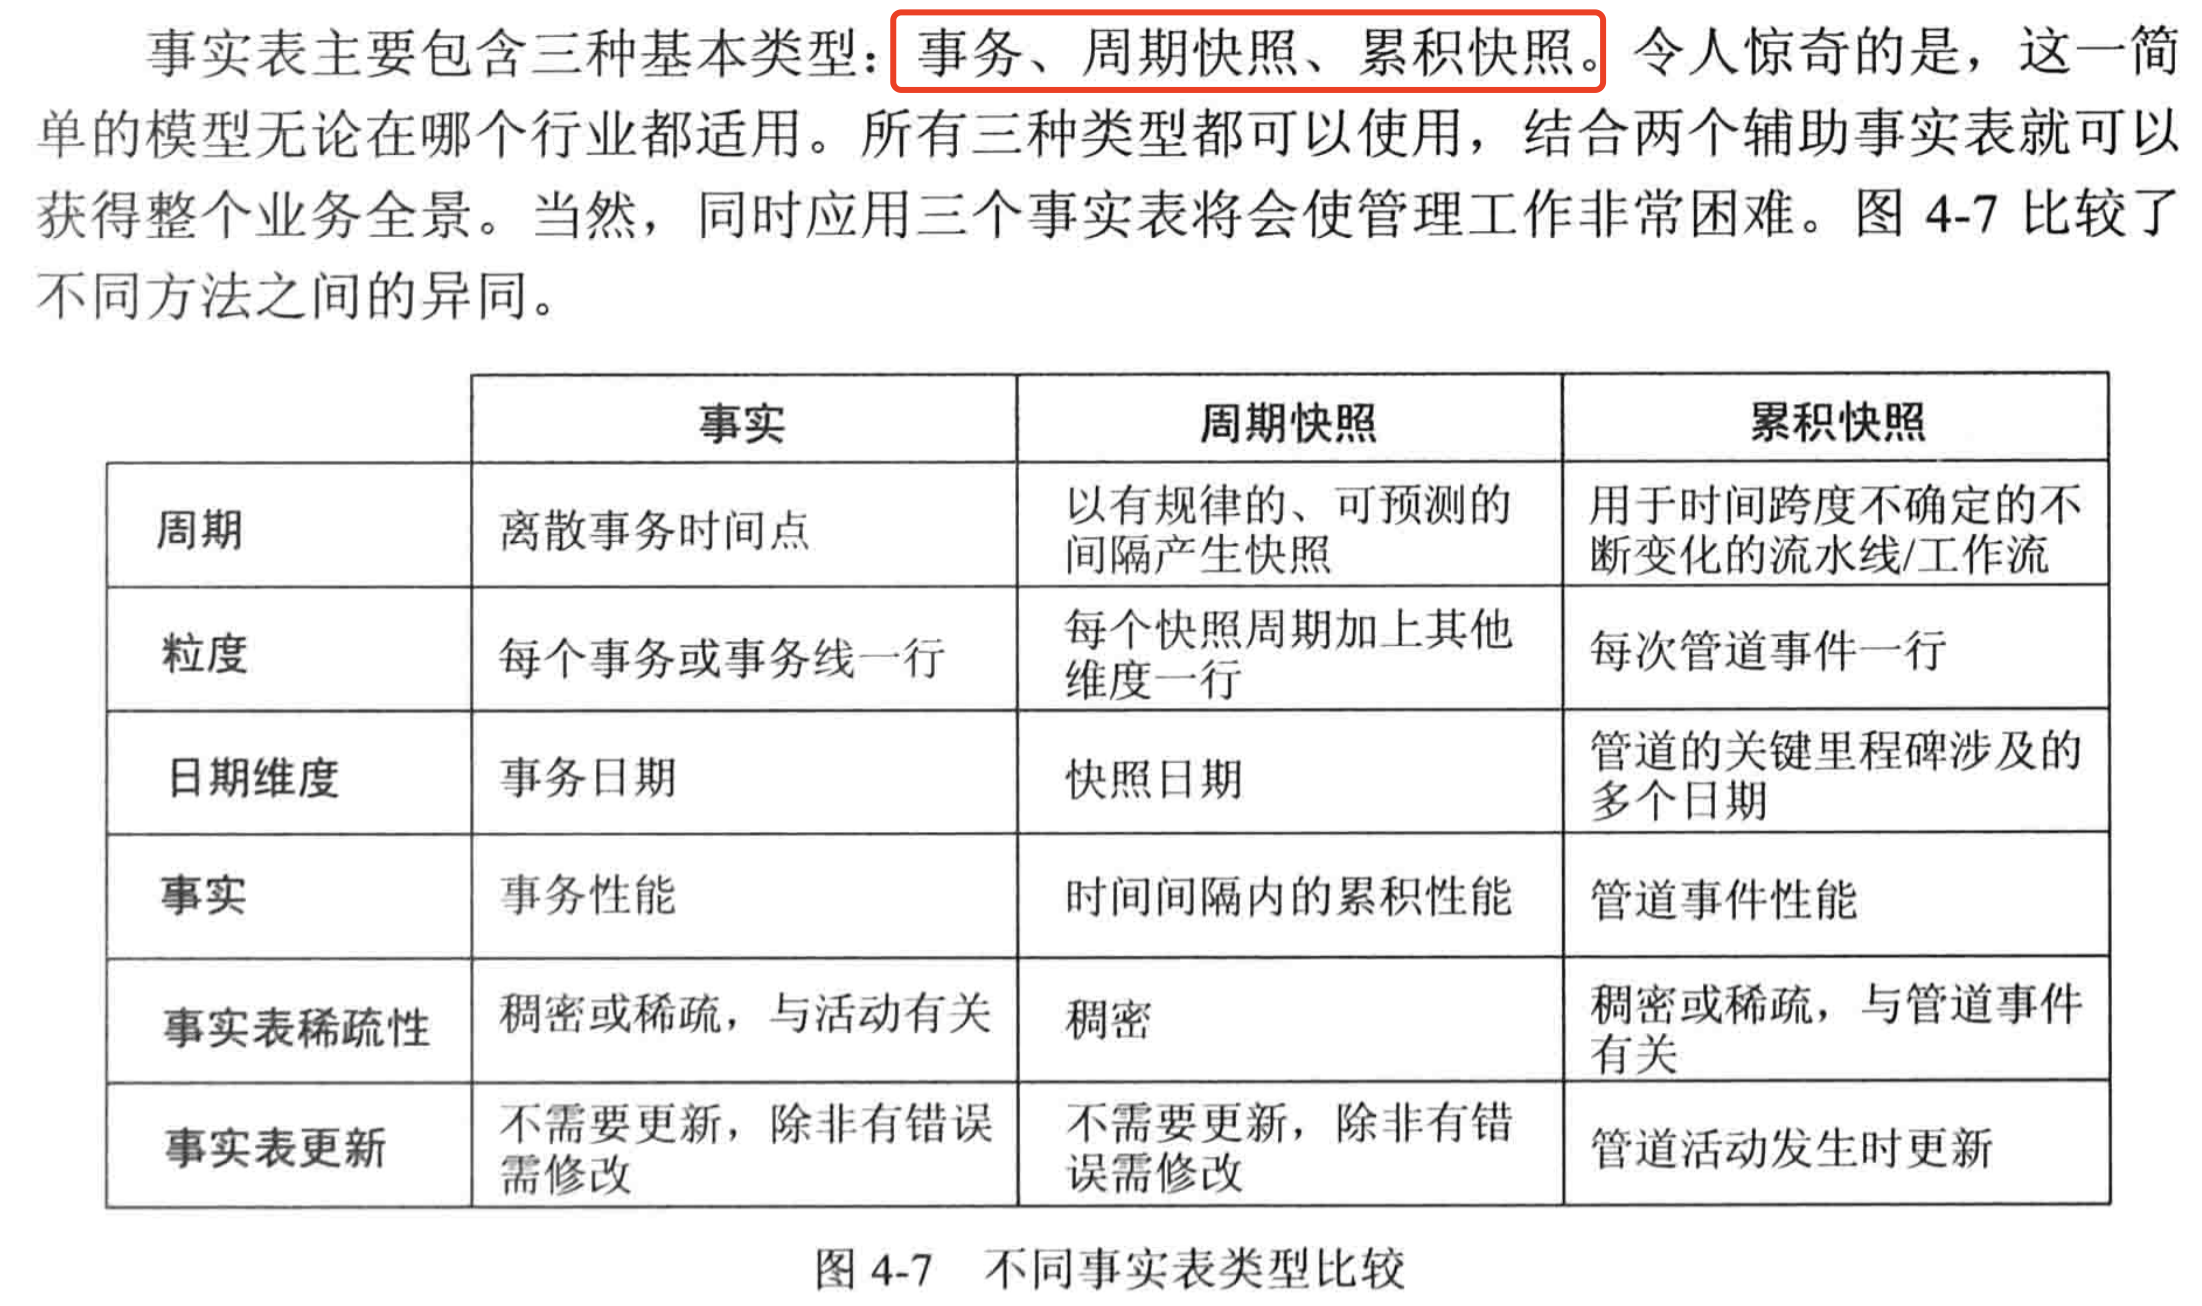 事实表主要包含三种基本类型：事务、周期快照、累积快照。令人惊奇的是，这一简
单的模型无论在哪个行业都适用。所有三种类型都可以使用，结合两个辅助事实表就可以
获得整个业务全景。当然，同时应用三个事实表将会使管理工作非常困难。图 4-7 比较了
不同方法之间的异同。
事实 周期快照 累积快照
周期 离散事务时间点 以有规律的、可预测的
间隔产生快照 用于时间跨度不确定的不
断变化的流水线/工作流
粒度 每个事务或事务线一行 每个快照周期加上其他
维度一行 每次管道事件一行
日期维度 事务日期 快照日期 管道的关键里程碑涉及的
多个日期
事实 事务性能 时间间隔内的累积性能 管道事件性能
事实表稀疏性 稠密或稀疏，与活动有关 稠密 稠密或稀疏，与管道事件
有关
事实表更新 不需要更新，除非有错误
需修改 不需要更新，除非有错
误需修改 管道活动发生时更新
图 4-7 不同事实表类型比较